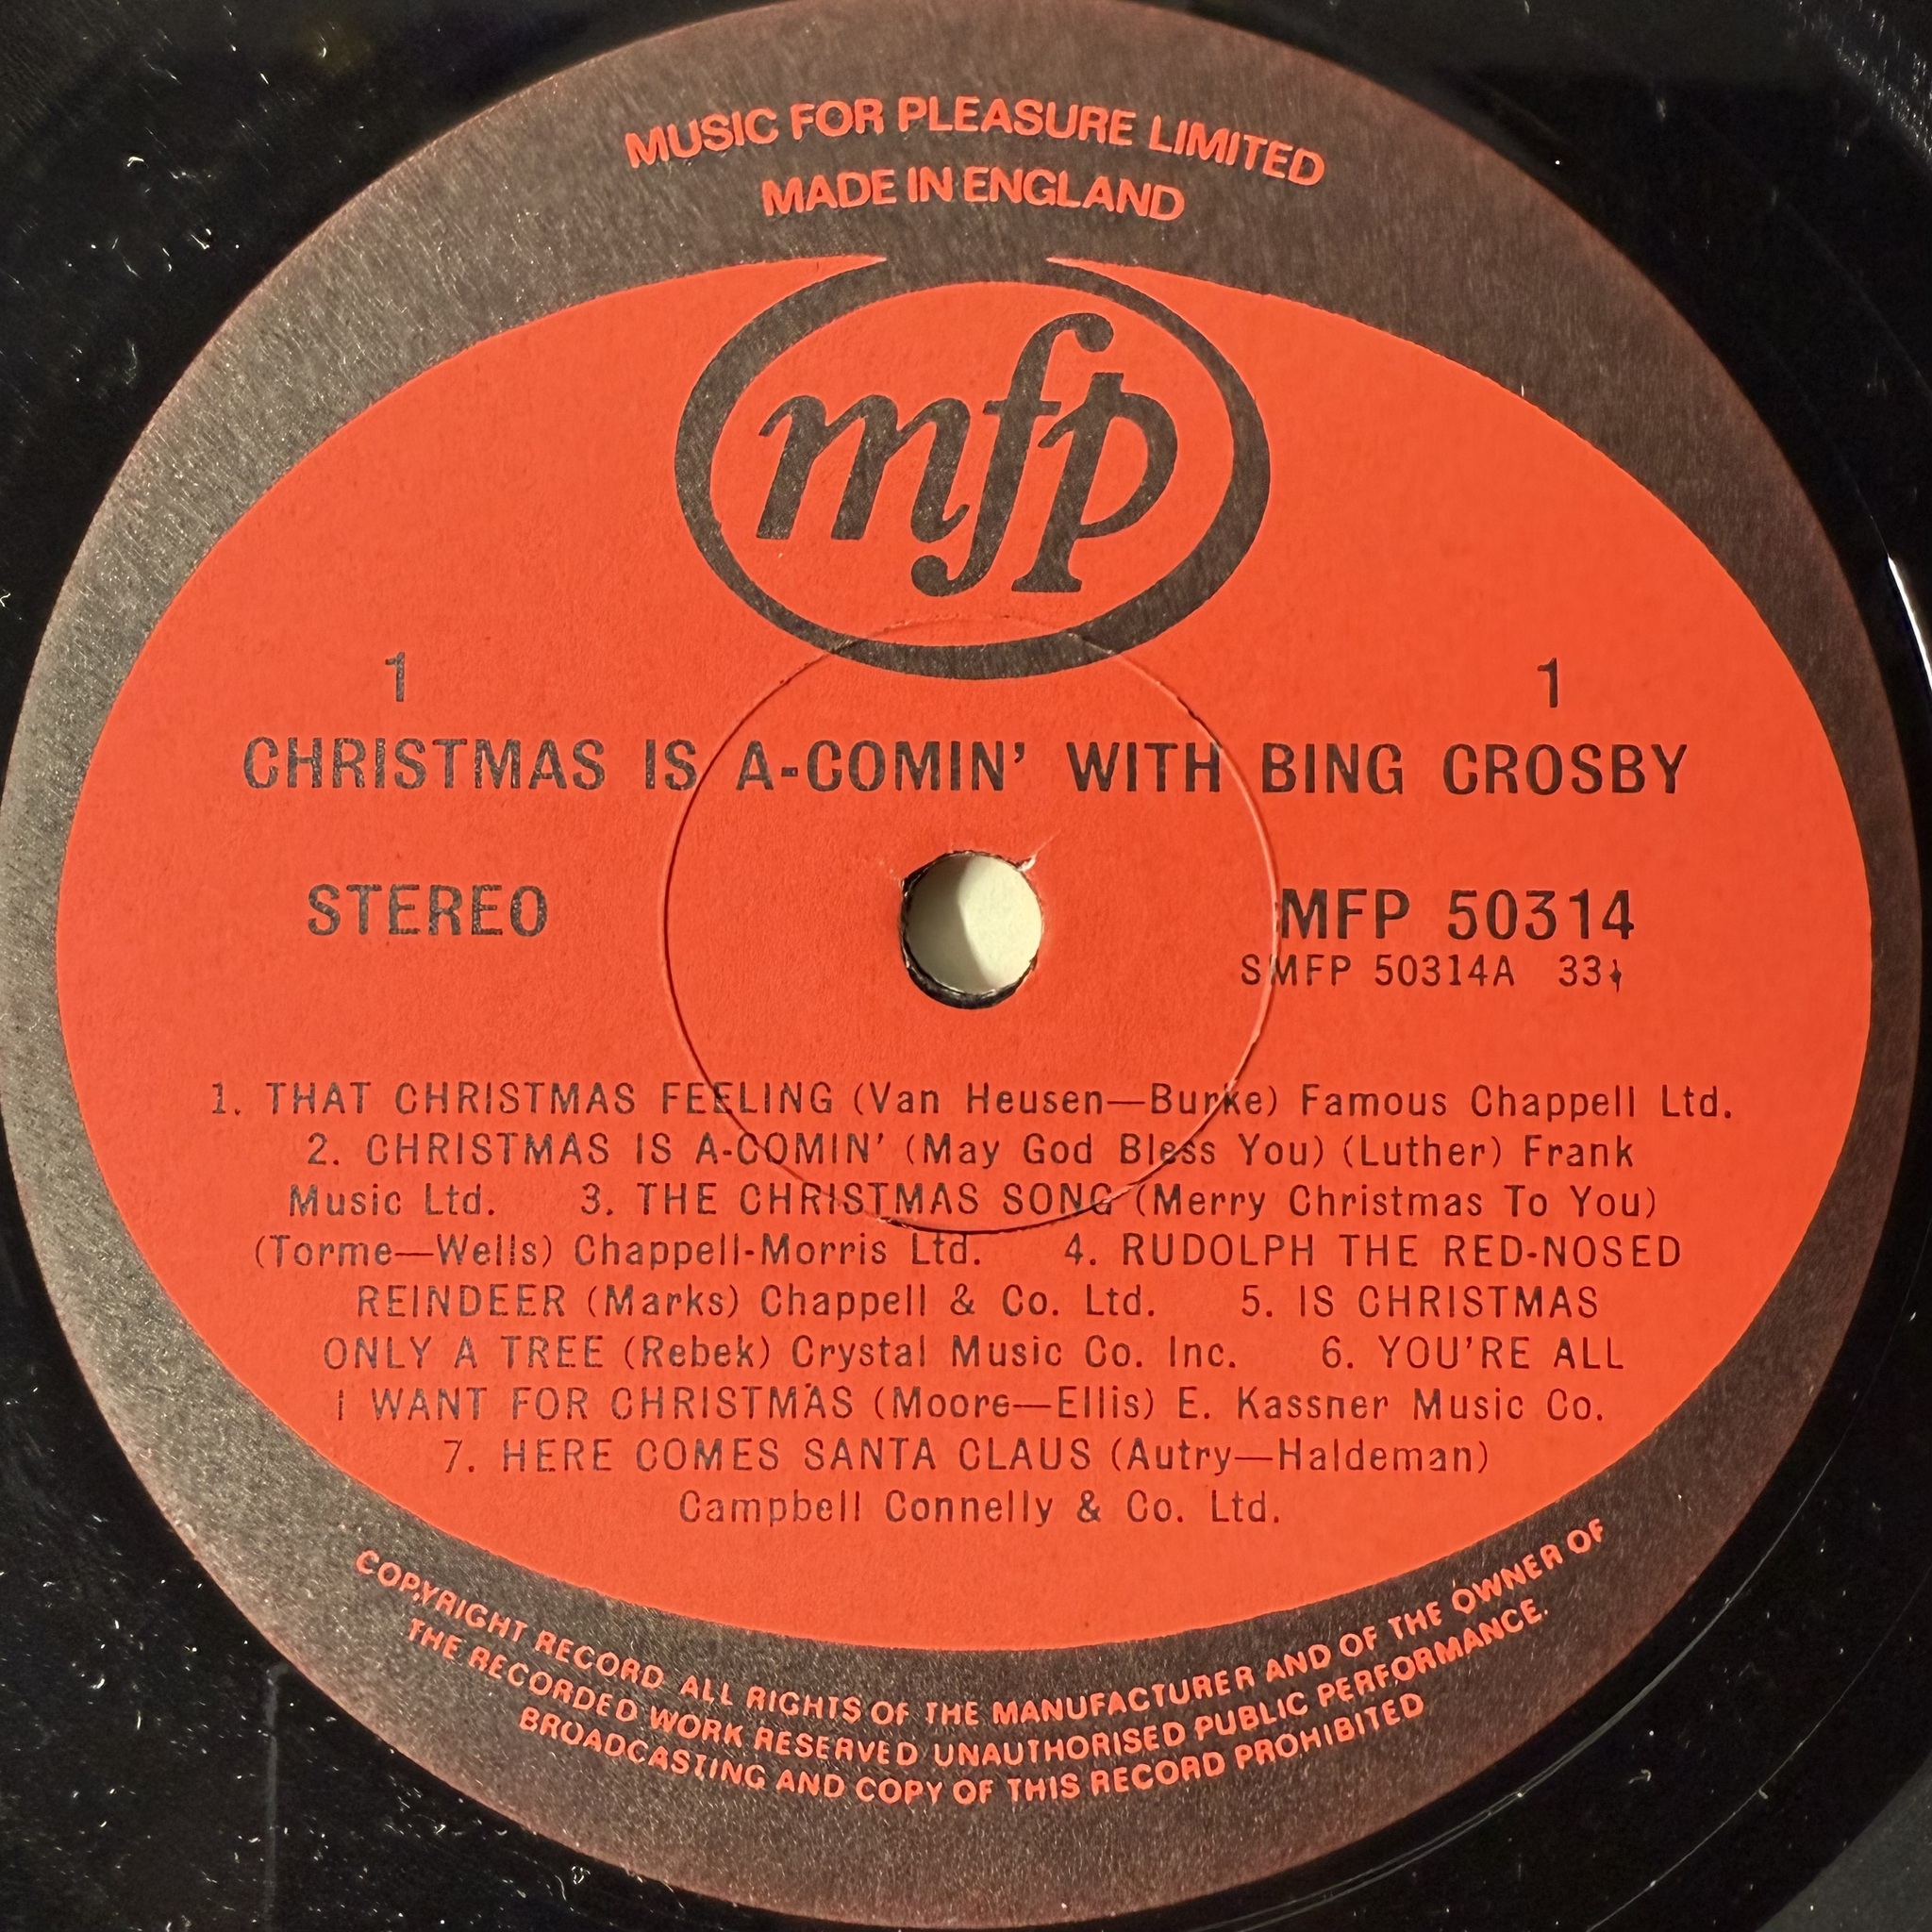 MUSIC FOR PLEASURE LIMITED
MADE IN ENGLAND
mfp
1 1
CHRISTMAS IS A-COMIN' WITH BING CROSBY
STEREO MFP 50314
SMFP 50314A 33⅓
1. THAT CHRISTMAS FEELING (Van Heusen—Burke) Famous Chappell Ltd.
2. CHRISTMAS IS A-COMIN' (May God Bless You) (Luther) Frank
Music Ltd. 3. THE CHRISTMAS SONG (Merry Christmas To You)
(Torme—Wells) Chappell-Morris Ltd. 4. RUDOLPH THE RED-NOSED
REINDEER (Marks) Chappell & Co. Ltd. 5. IS CHRISTMAS
ONLY A TREE (Rebek) Crystal Music Co. Inc. 6. YOU'RE ALL
I WANT FOR CHRISTMAS (Moore—Ellis) E. Kassner Music Co.
7. HERE COMES SANTA CLAUS (Autry—Haldeman)
Campbell Connelly & Co. Ltd.
COPYRIGHT RECORD ALL RIGHTS OF THE MANUFACTURER AND OF THE OWNER OF
THE RECORDED WORK RESERVED UNAUTHORISED PUBLIC PERFORMANCE.
BROADCASTING AND COPY OF THIS RECORD PROHIBITED